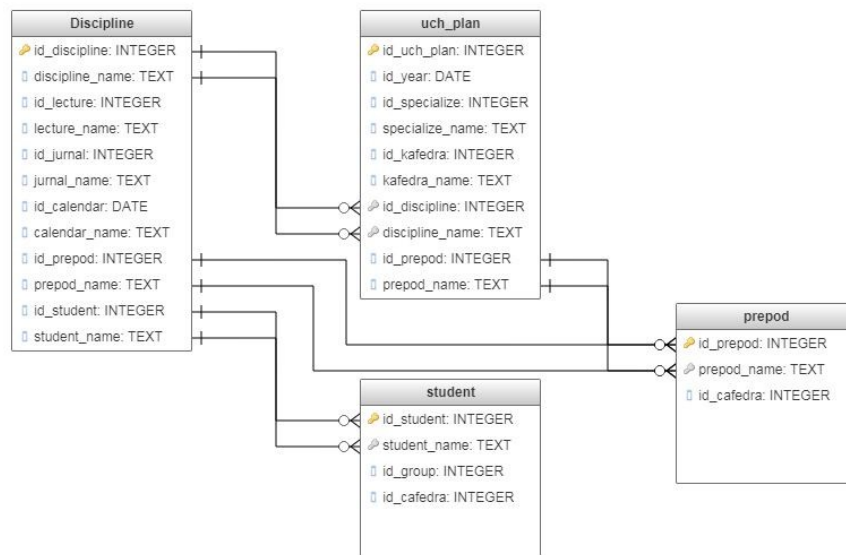 Discipline
id_discipline: INTEGER
discipline_name: TEXT
id_lecture: INTEGER
lecture_name: TEXT
id_jurnal: INTEGER
jurnal_name: TEXT
id_calendar: DATE
calendar_name: TEXT
id_prepod: INTEGER
prepod_name: TEXT
id_student: INTEGER
student_name: TEXT
uch_plan
id_uch_plan: INTEGER
id_year: DATE
id_specialize: INTEGER
specialize_name: TEXT
id_kafedra: INTEGER
kafedra_name: TEXT
id_discipline: INTEGER
discipline_name: TEXT
id_prepod: INTEGER
prepod_name: TEXT
prepod
id_prepod: INTEGER
prepod_name: TEXT
id_cafedra: INTEGER
student
id_student: INTEGER
student_name: TEXT
id_group: INTEGER
id_cafedra: INTEGER